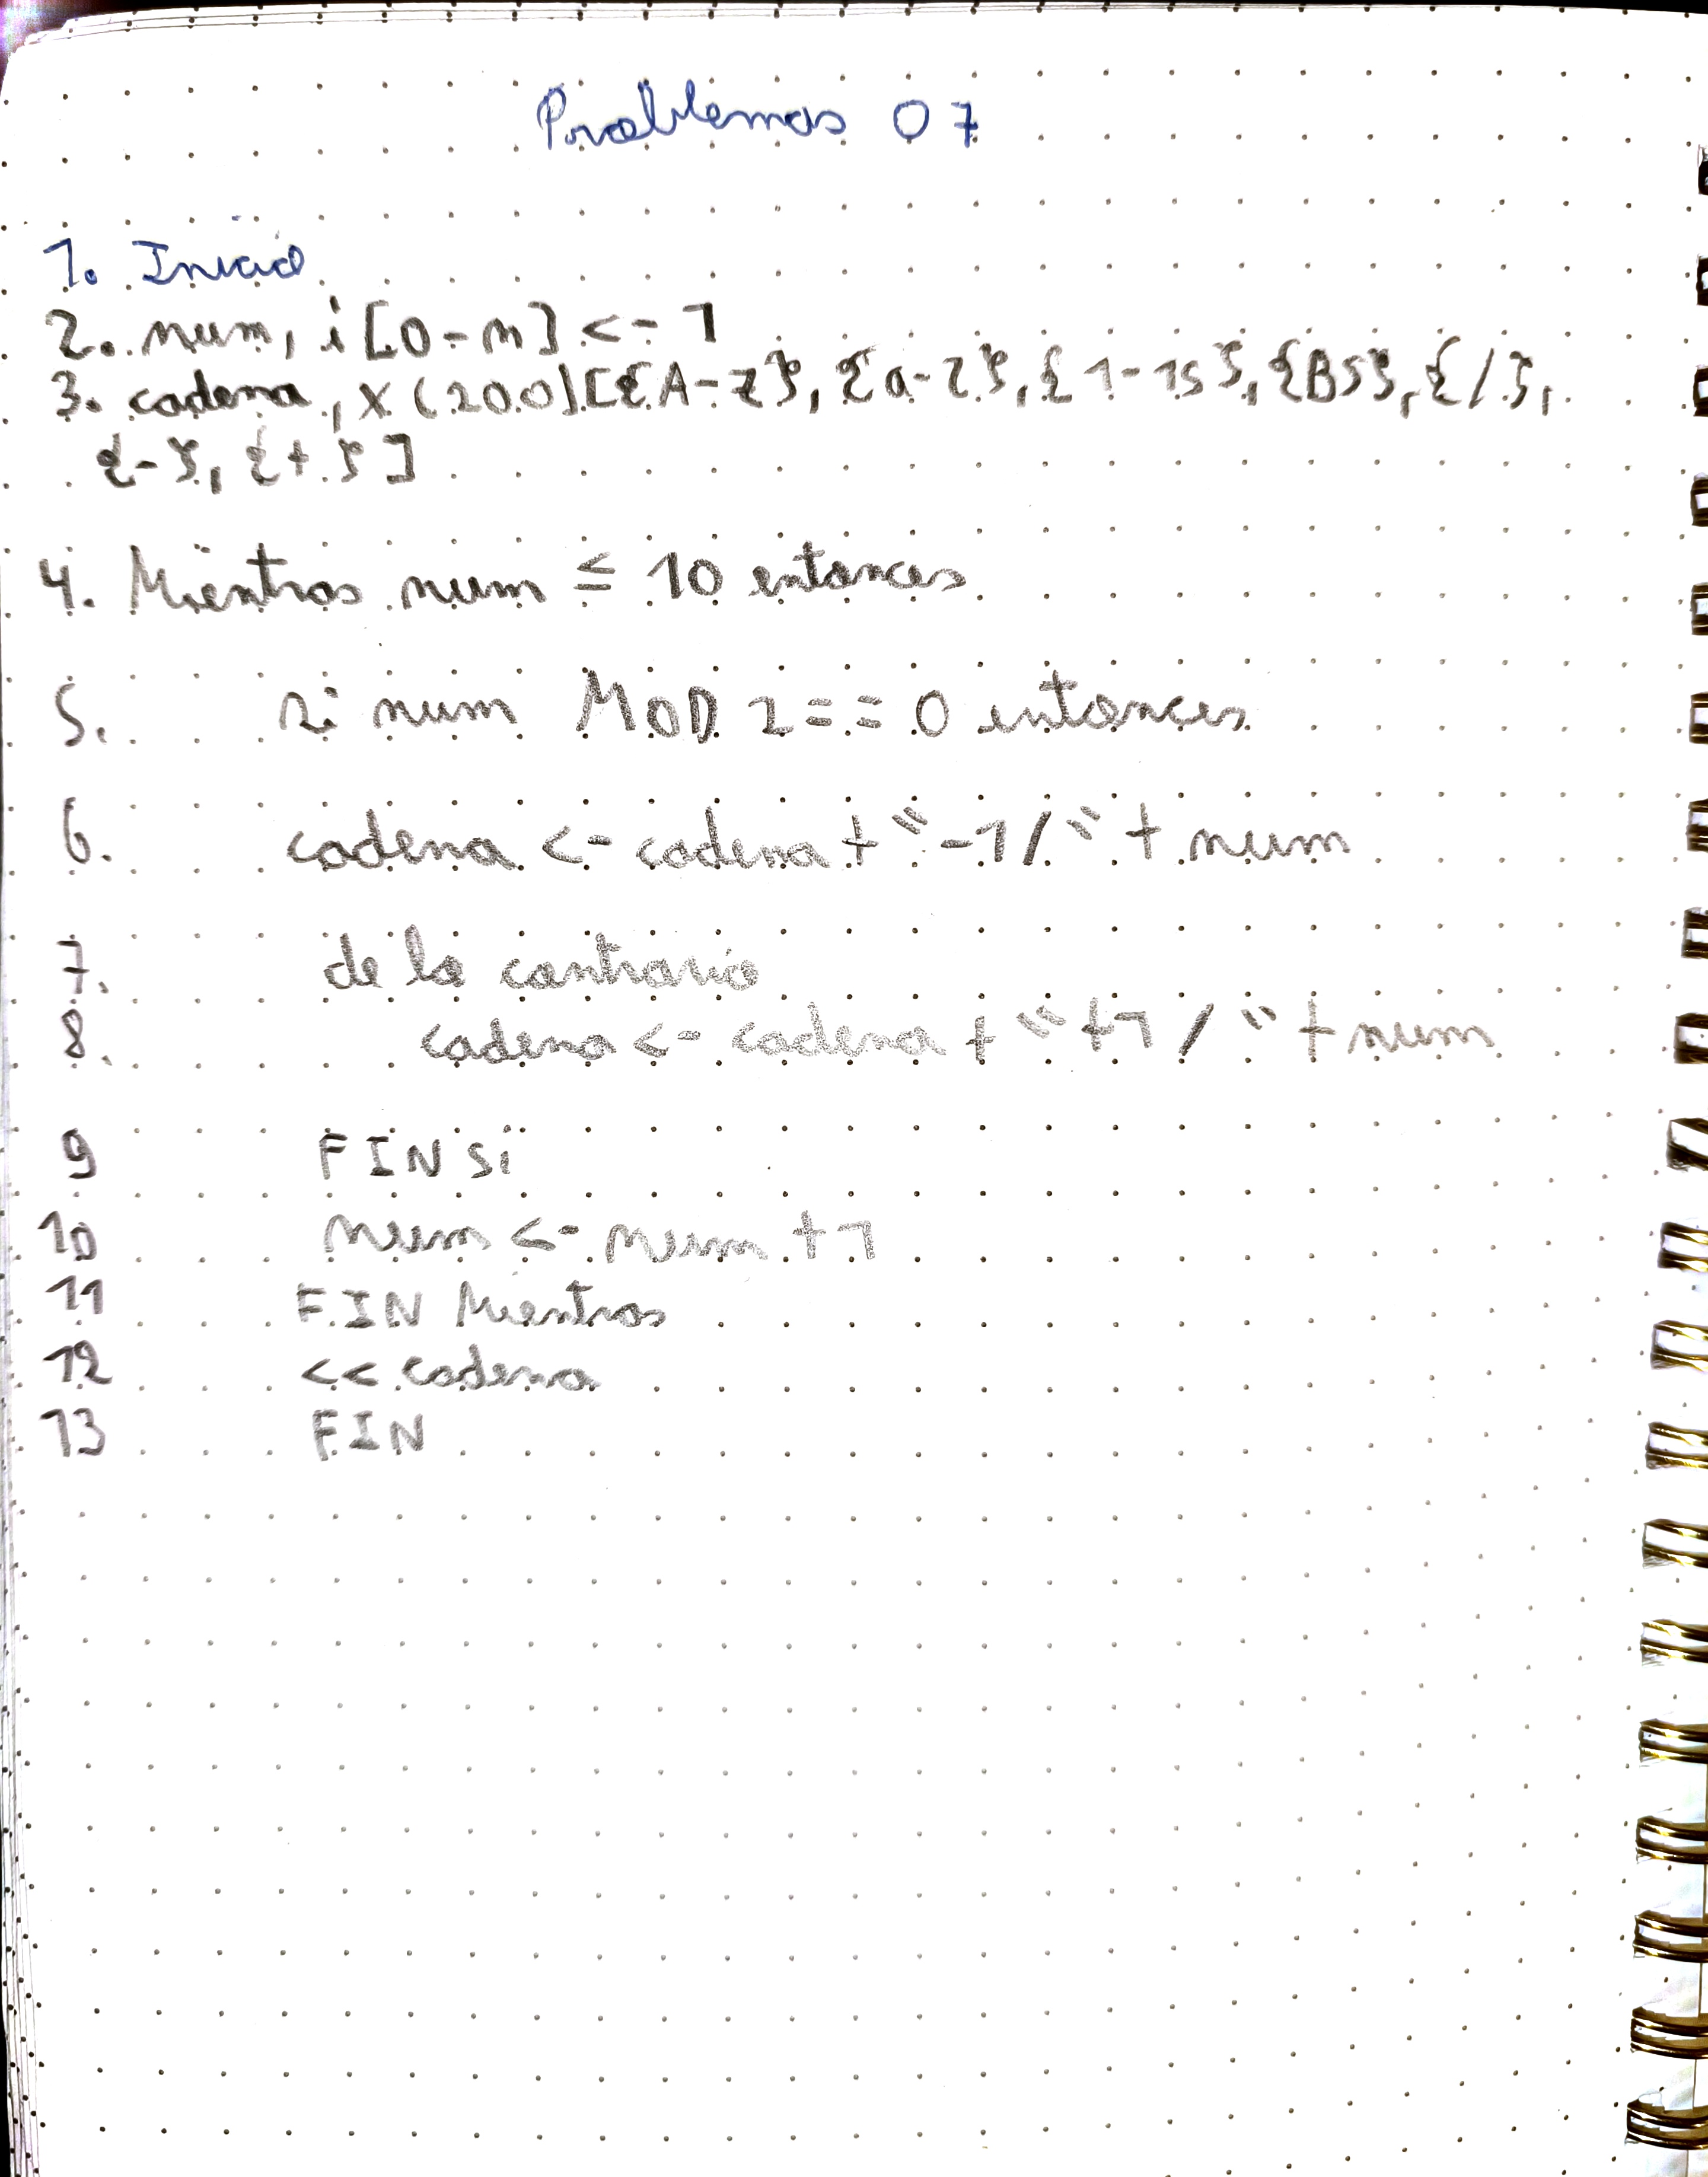 Problemas 07
1. Inicio
2. num, i [0-n] <- 1
3. cadena, X (200) [{A-z}, {a-z}, {1-15}, {BS}, {/},
{-}, {+}]
4. Mientras num ≤ 10 entonces
5. si num MOD 2 == 0 entonces
6. cadena <- cadena + "-1/" + num
7. de lo contrario
8. cadena <- cadena + "+1/" + num
9 FIN si
10 num <- num +1
11 FIN Mientras
12 << cadena
13 FIN